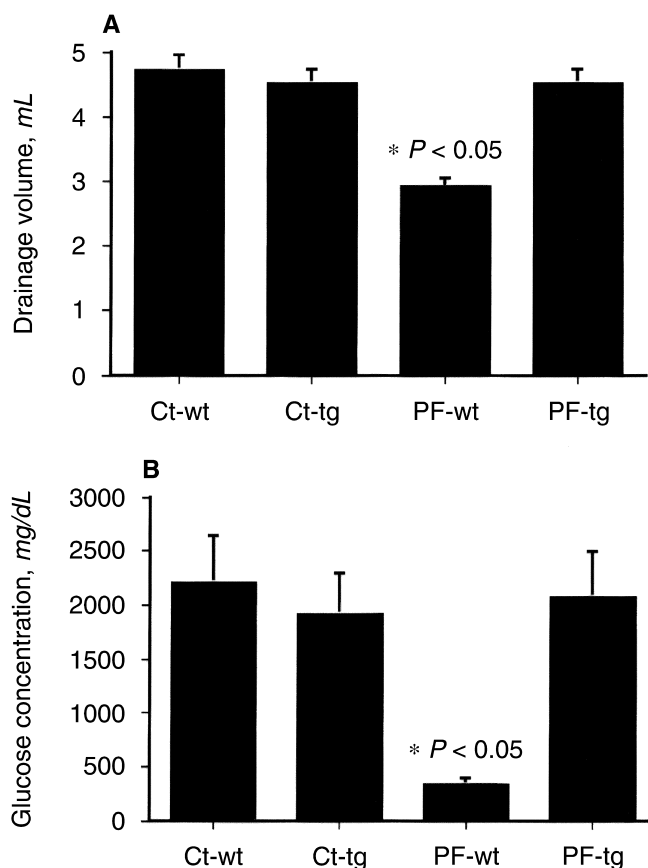 A
Drainage volume, mL
5
4
3
2
1
0
* P < 0.05
Ct-wt Ct-tg PF-wt PF-tg
B
Glucose concentration, mg/dL
3000
2500
2000
1500
1000
500
0
* P < 0.05
Ct-wt Ct-tg PF-wt PF-tg